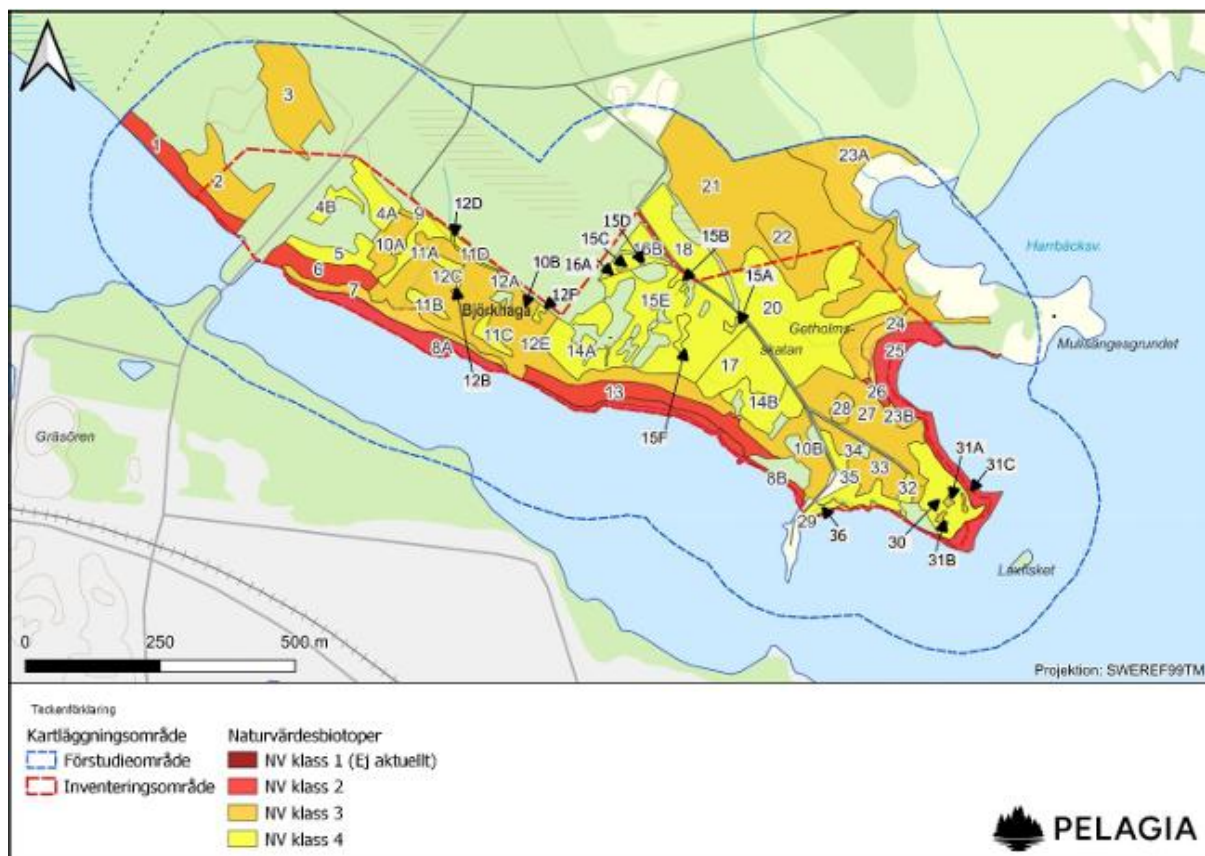 3
1
2
23A
21
4B
4A
9
12D
15D
22
Harrbäcksv.
5
10A
11A
11D
15C
16B
18
15B
6
10B
16A
15A
12C
12A
12F
7
11B
Björkhaga
15E
20
24
11C
12E
Getholms-
skatan
Mulisängesgrundet
8A
14A
17
25
12B
13
26
14B
28
27
23B
Gräsören
15F
10B
34
31A
33
31C
8B
35
32
29
36
30
31B
Laxfisket
0 250 500 m
Projektion: SWEREF99TM
Teckenförklaring
Kartläggningsområde
Förstudieområde
Inventeringsområde
Naturvärdesbiotoper
NV klass 1 (Ej aktuellt)
NV klass 2
NV klass 3
NV klass 4
PELAGIA